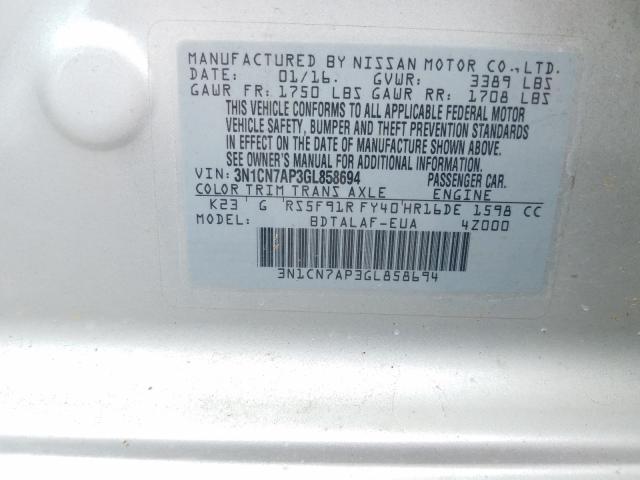 MANUFACTURED BY NISSAN MOTOR CO.,LTD.
DATE: 01/16. GVWR: 3389 LBS
GAWR FR: 1750 LBS GAWR RR: 1708 LBS
THIS VEHICLE CONFORMS TO ALL APPLICABLE FEDERAL MOTOR
VEHICLE SAFETY, BUMPER AND THEFT PREVENTION STANDARDS
IN EFFECT ON THE DATE OF MANUFACTURE SHOWN ABOVE.
SEE OWNER'S MANUAL FOR ADDITIONAL INFORMATION.
VIN: 3N1CN7AP3GL858694 PASSENGER CAR.
COLOR TRIM TRANS AXLE ENGINE
K23 G RS5F91R FY40 HR16DE 1598 CC
BDTALAF-EUA 4Z000
3N1CN7AP3GL858694